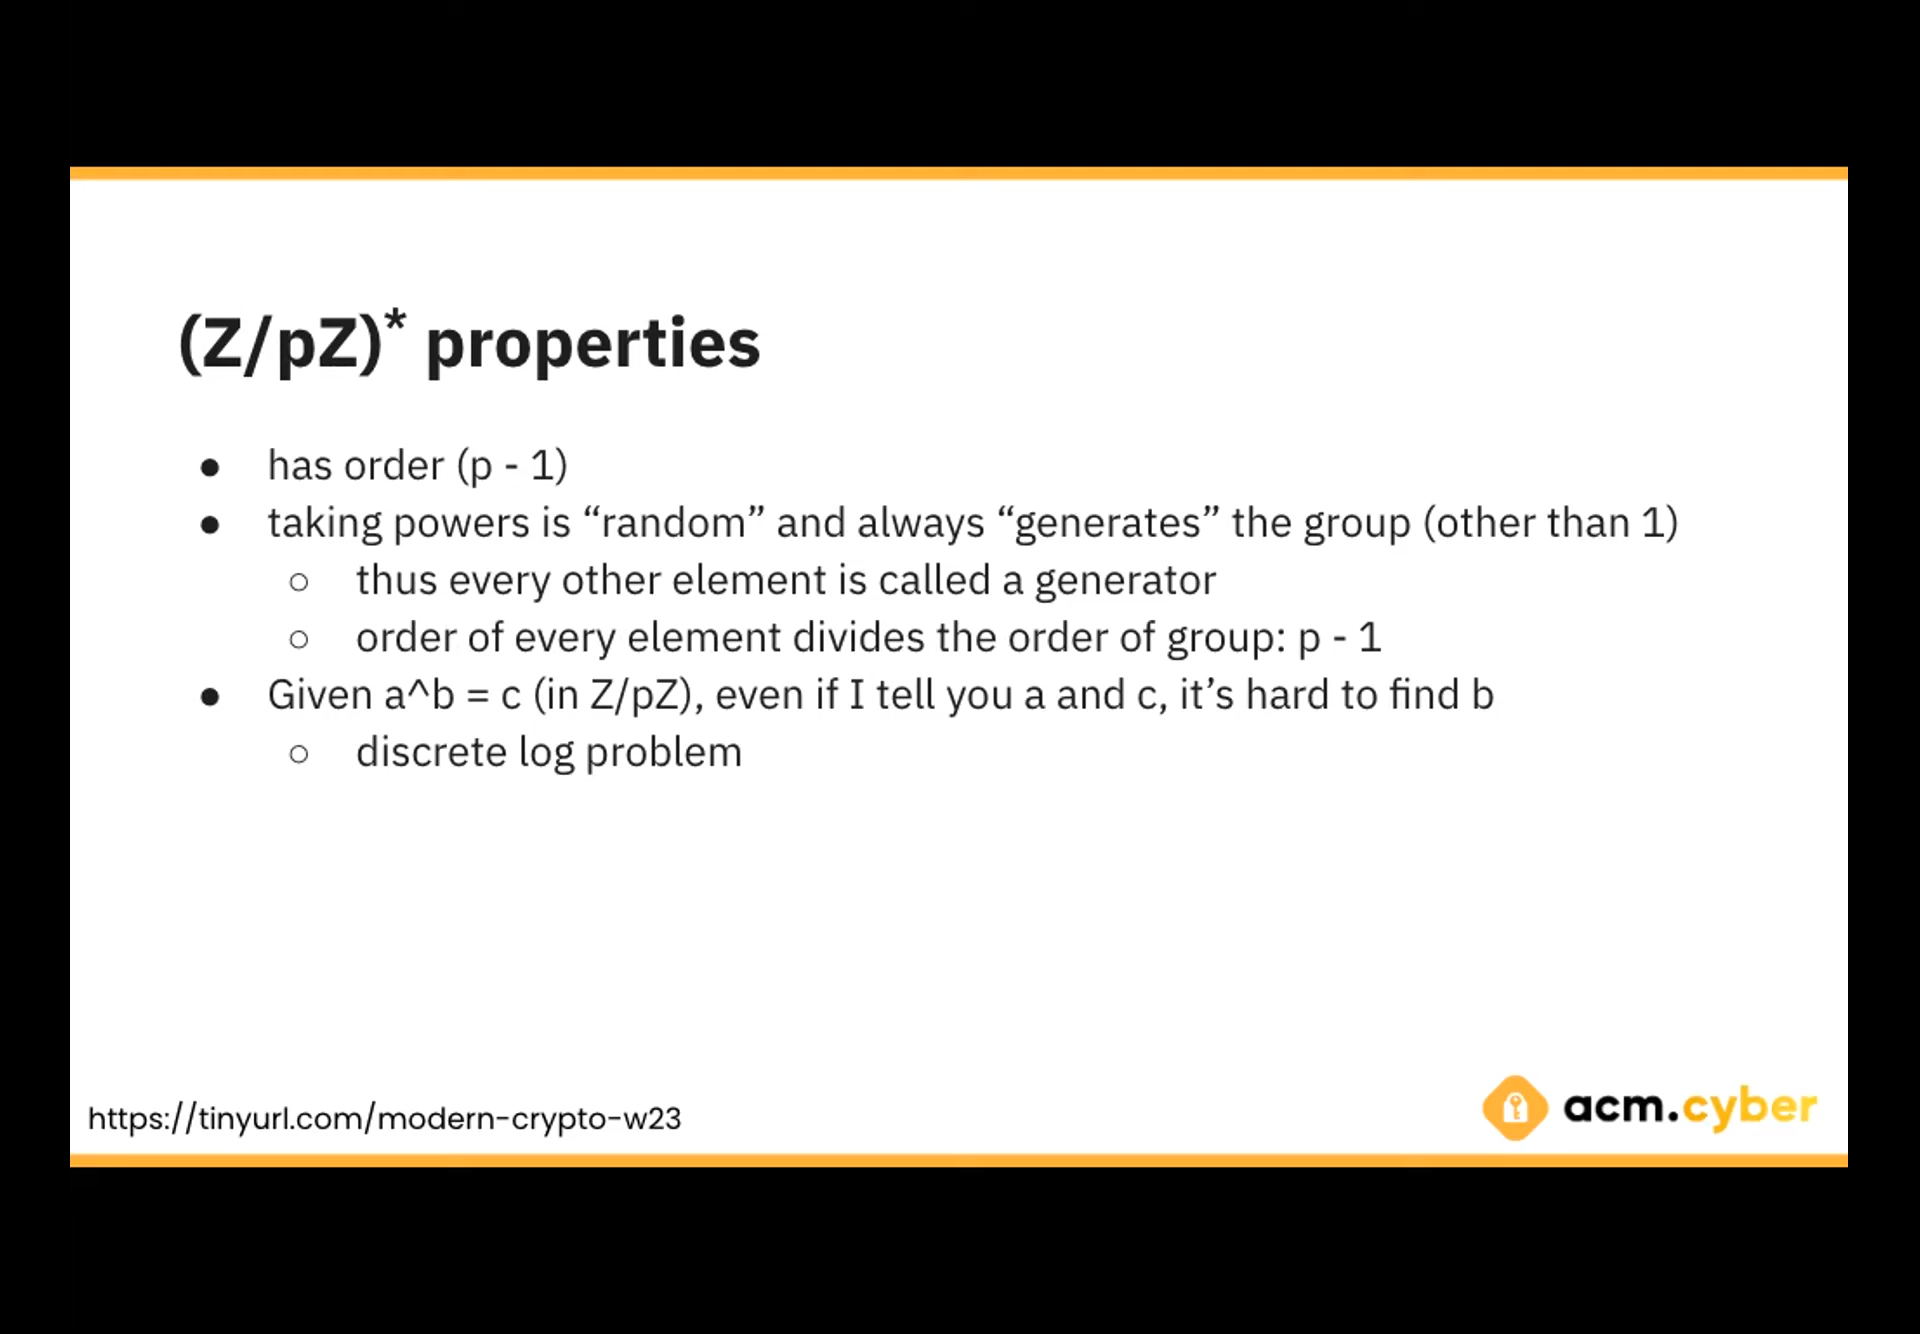 (Z/pZ)* properties
● has order (p - 1)
● taking powers is “random” and always “generates” the group (other than 1)
○ thus every other element is called a generator
○ order of every element divides the order of group: p - 1
● Given a^b = c (in Z/pZ), even if I tell you a and c, it’s hard to find b
○ discrete log problem
https://tinyurl.com/modern-crypto-w23
acm.cyber